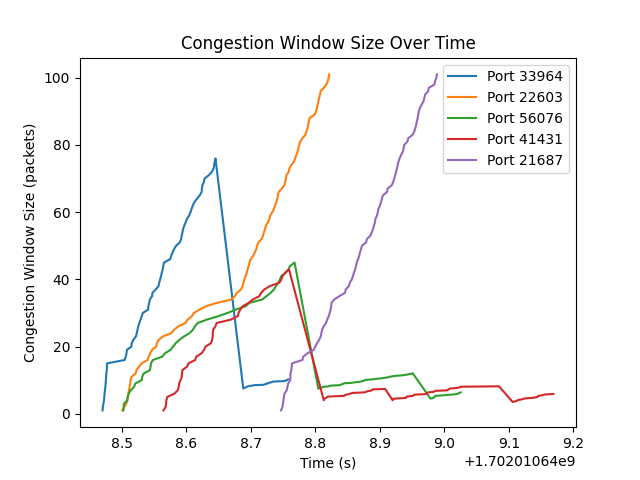 Congestion Window Size Over Time
Congestion Window Size (packets)
100
80
60
40
20
0
Port 33964
Port 22603
Port 56076
Port 41431
Port 21687
8.5 8.6 8.7 8.8 8.9 9.0 9.1 9.2
Time (s)
+1.70201064e9